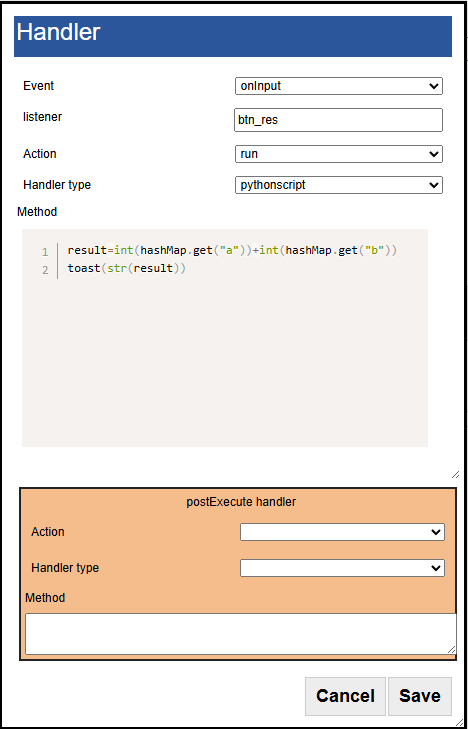 Handler
Event onInput
listener btn_res
Action run
Handler type pythonscript
Method
1 result=int(hashMap.get("a"))+int(hashMap.get("b"))
2 toast(str(result))
postExecute handler
Action
Handler type
Method
Cancel Save